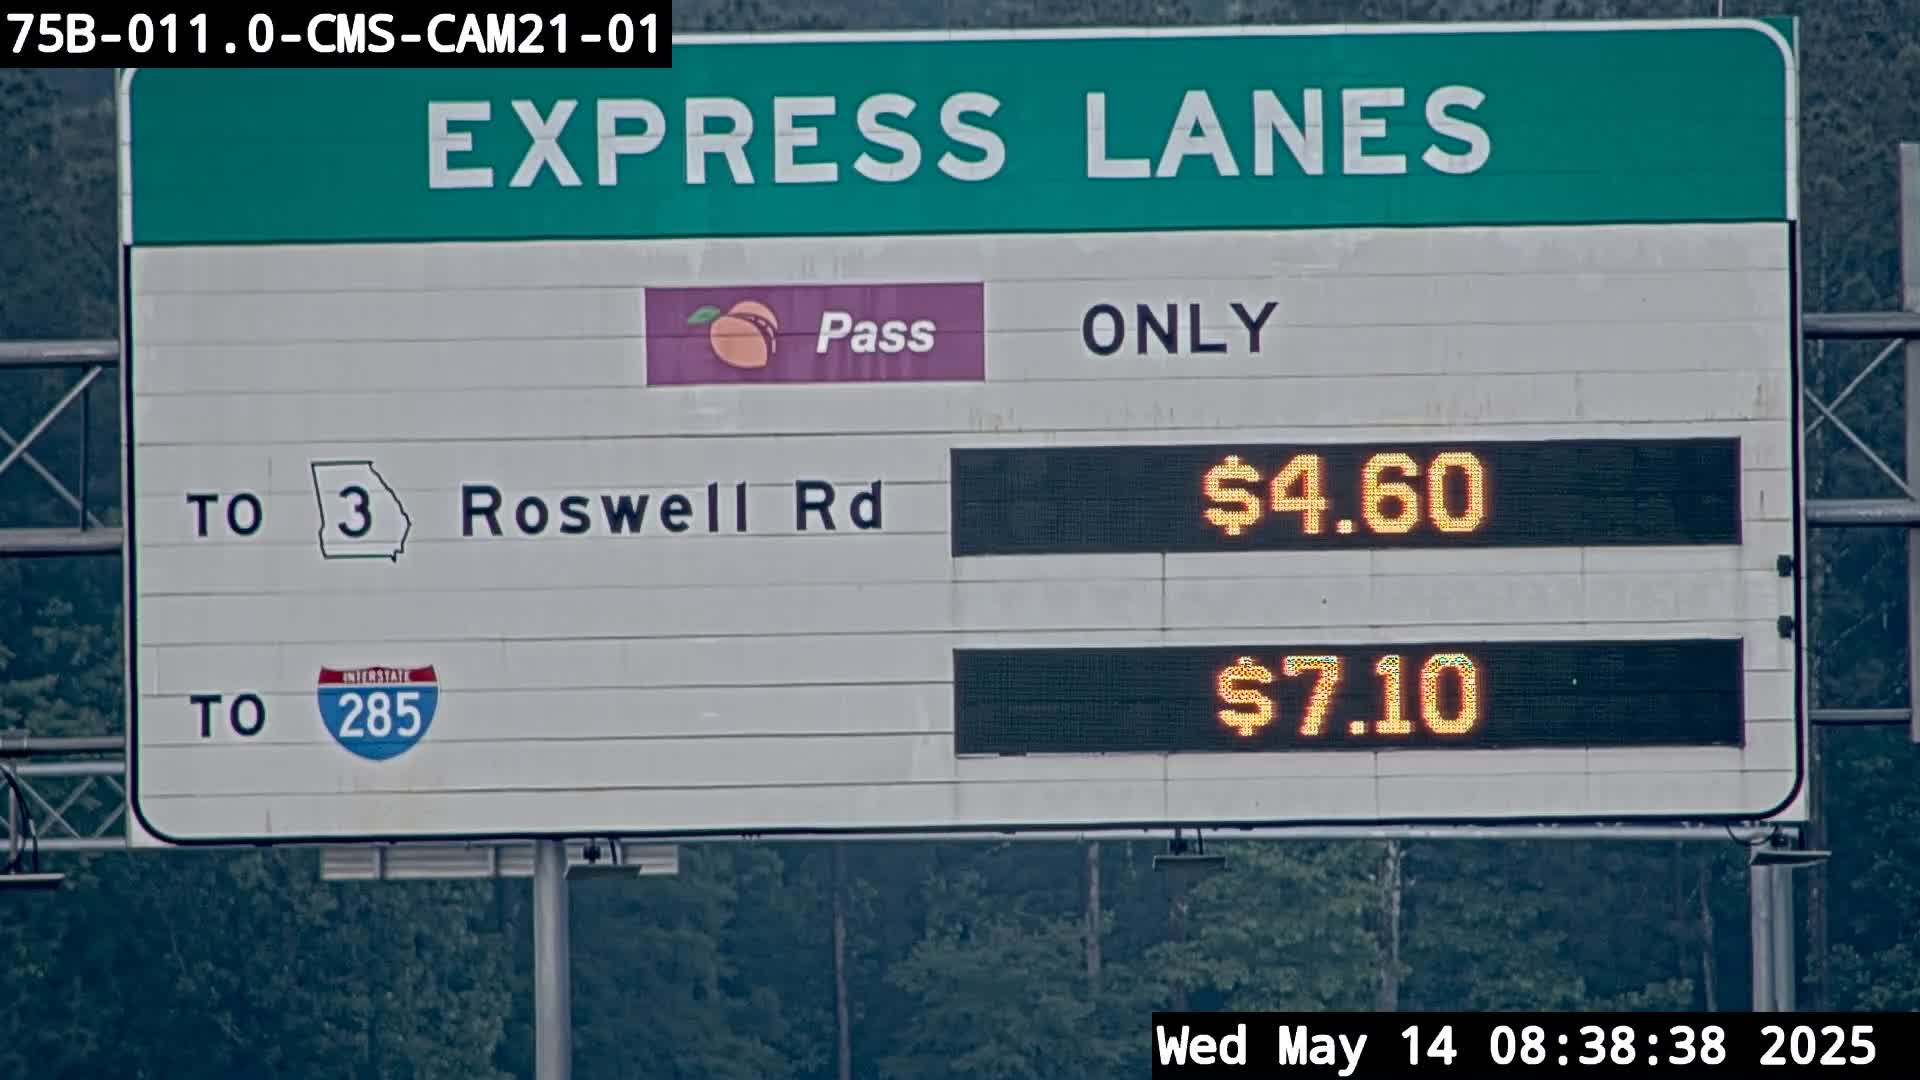 75B-011.0-CMS-CAM21-01
EXPRESS LANES
Pass ONLY
TO 3 Roswell Rd $4.60
INTERSTATE
TO 285 $7.10
Wed May 14 08:38:38 2025